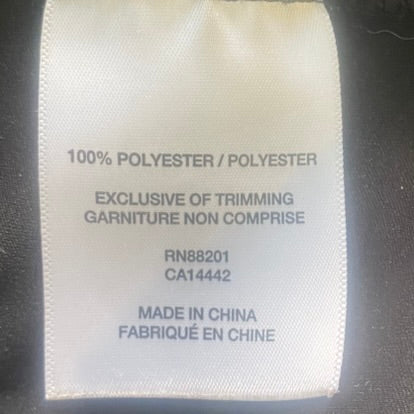 100% POLYESTER / POLYESTER
EXCLUSIVE OF TRIMMING
GARNITURE NON COMPRISE
RN88201
CA14442
MADE IN CHINA
FABRIQUÉ EN CHINE